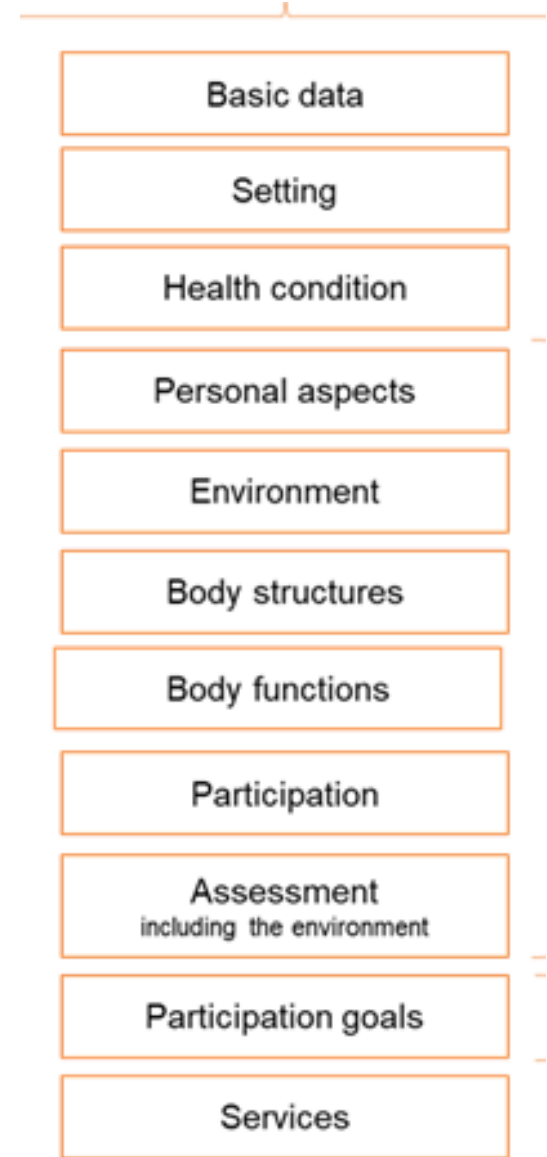 Basic data
Setting
Health condition
Personal aspects
Environment
Body structures
Body functions
Participation
Assessment
including the environment
Participation goals
Services